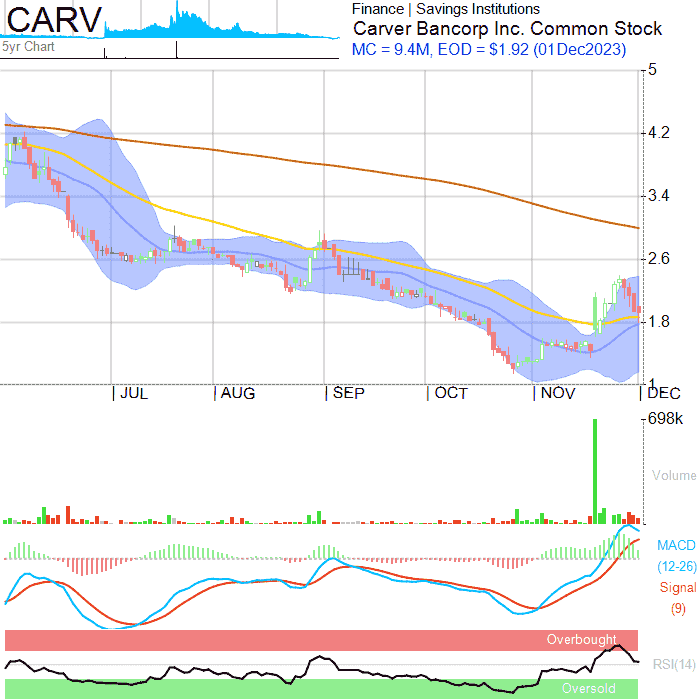 CARV
5yr Chart
Finance | Savings Institutions
Carver Bancorp Inc. Common Stock
MC = 9.4M, EOD = $1.92 (01Dec2023)
5
4.2
3.4
2.6
1.8
1
JUL AUG SEP OCT NOV DEC
698k
Volume
MACD
(12-26)
Signal
(9)
Overbought
RSI(14)
Oversold